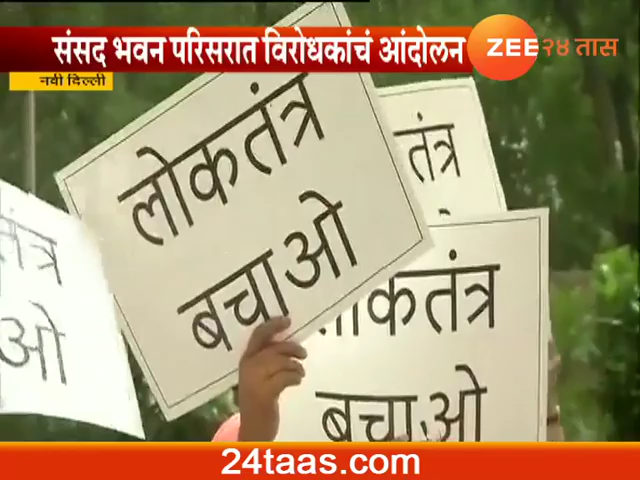 संसद भवन परिसरात विरोधकांचं आंदोलन
ZEE २४ तास
नवी दिल्ली
लोकतंत्र
बचाओ
तंत्र
लोकतंत्र
बचाओ
24taas.com